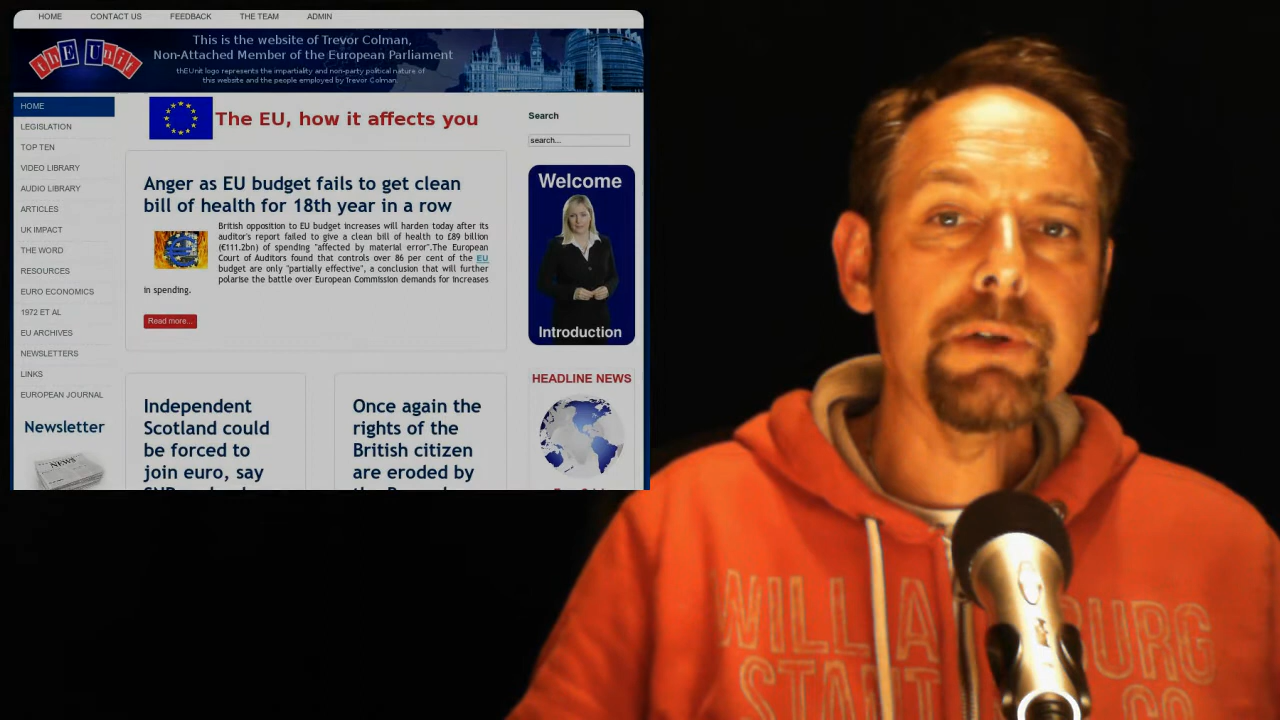 HOME CONTACT US FEEDBACK THE TEAM ADMIN
thEUnit
This is the website of Trevor Colman,
Non-Attached Member of the European Parliament
thEUnit logo represents the impartiality and non-party political nature of
this website and the people employed by Trevor Colman.
HOME
LEGISLATION
TOP TEN
VIDEO LIBRARY
AUDIO LIBRARY
ARTICLES
UK IMPACT
THE WORD
RESOURCES
EURO ECONOMICS
1972 ET AL
EU ARCHIVES
NEWSLETTERS
LINKS
EUROPEAN JOURNAL
Newsletter
NEWS
The EU, how it affects you
Anger as EU budget fails to get clean
bill of health for 18th year in a row
British opposition to EU budget increases will harden today after its
auditor's report failed to give a clean bill of health to £89 billion
(€111.2bn) of spending "affected by material error".The European
Court of Auditors found that controls over 86 per cent of the EU
budget are only "partially effective", a conclusion that will further
polarise the battle over European Commission demands for increases
in spending.
Read more...
Independent
Scotland could
be forced to
join euro, say
Once again the
rights of the
British citizen
are eroded by
Search
search...
Welcome
Introduction
HEADLINE NEWS
WILLIA URG
STA CO